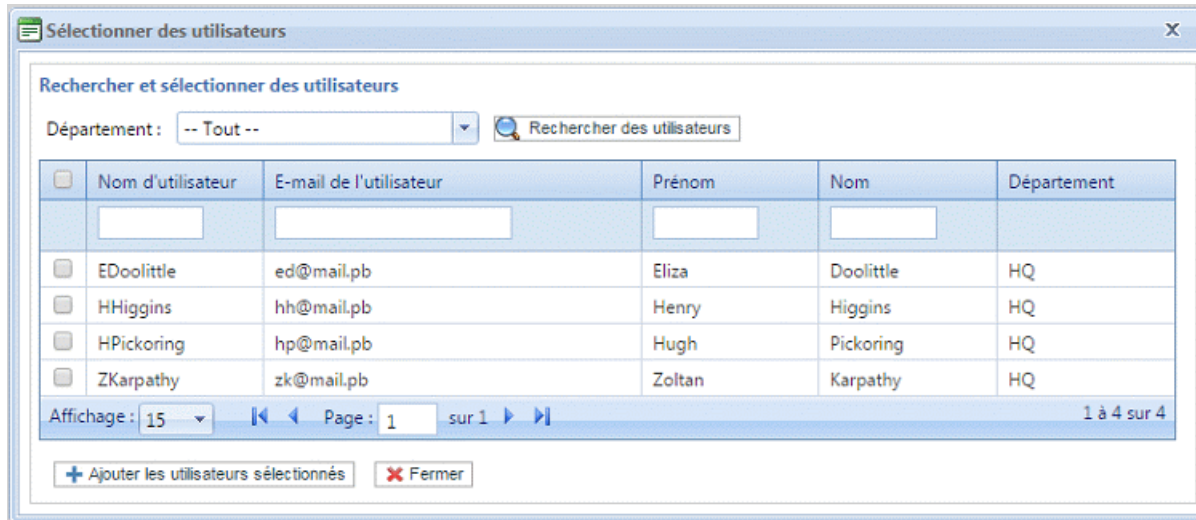 Sélectionner des utilisateurs X
Rechercher et sélectionner des utilisateurs
Département : -- Tout -- Rechercher des utilisateurs
Nom d'utilisateur E-mail de l'utilisateur Prénom Nom Département
EDoolittle ed@mail.pb Eliza Doolittle HQ
HHiggins hh@mail.pb Henry Higgins HQ
HPickoring hp@mail.pb Hugh Pickoring HQ
ZKarpathy zk@mail.pb Zoltan Karpathy HQ
Affichage : 15 Page : 1 sur 1 1 à 4 sur 4
Ajouter les utilisateurs sélectionnés Fermer